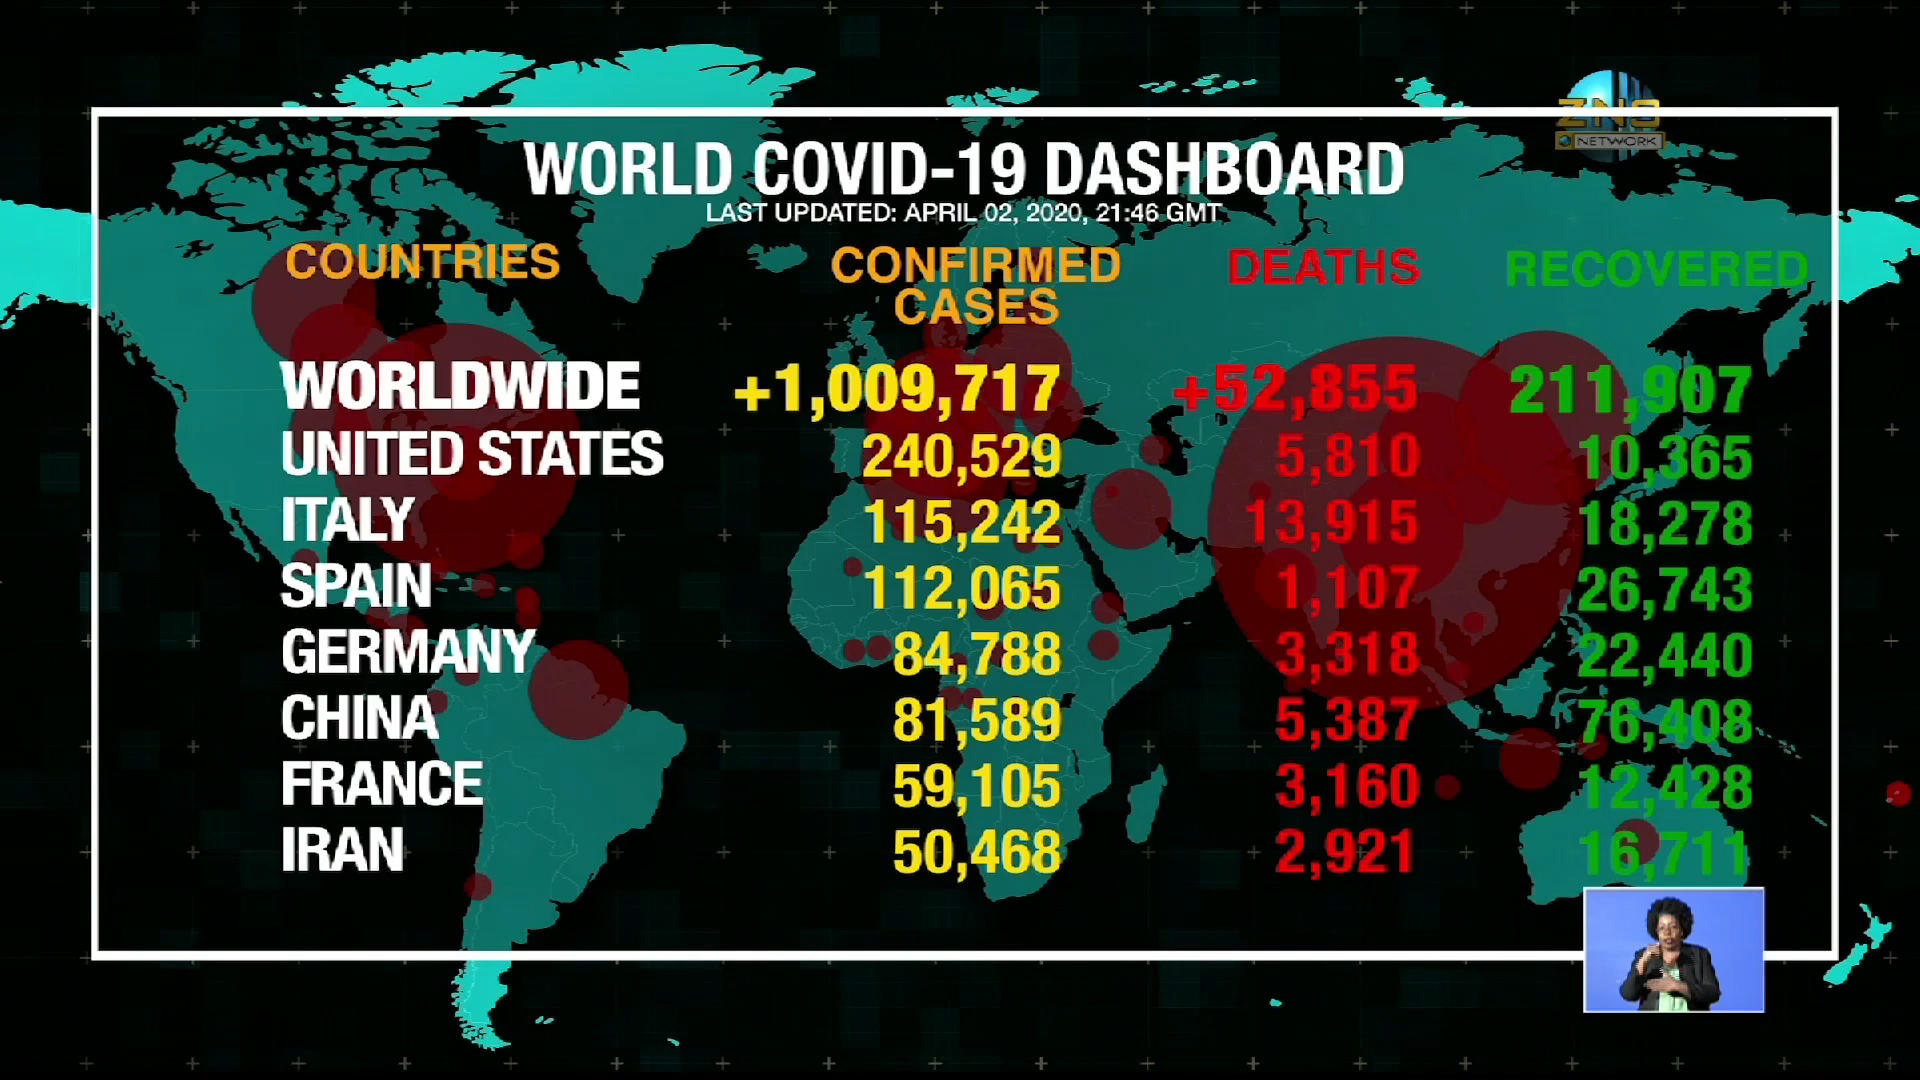 ZNS
NETWORK
WORLD COVID-19 DASHBOARD
LAST UPDATED: APRIL 02, 2020, 21:46 GMT
COUNTRIES CONFIRMED CASES DEATHS RECOVERED
WORLDWIDE +1,009,717 +52,855 211,907
UNITED STATES 240,529 5,810 10,365
ITALY 115,242 13,915 18,278
SPAIN 112,065 1,107 26,743
GERMANY 84,788 3,318 22,440
CHINA 81,589 5,387 76,408
FRANCE 59,105 3,160 12,428
IRAN 50,468 2,921 16,711